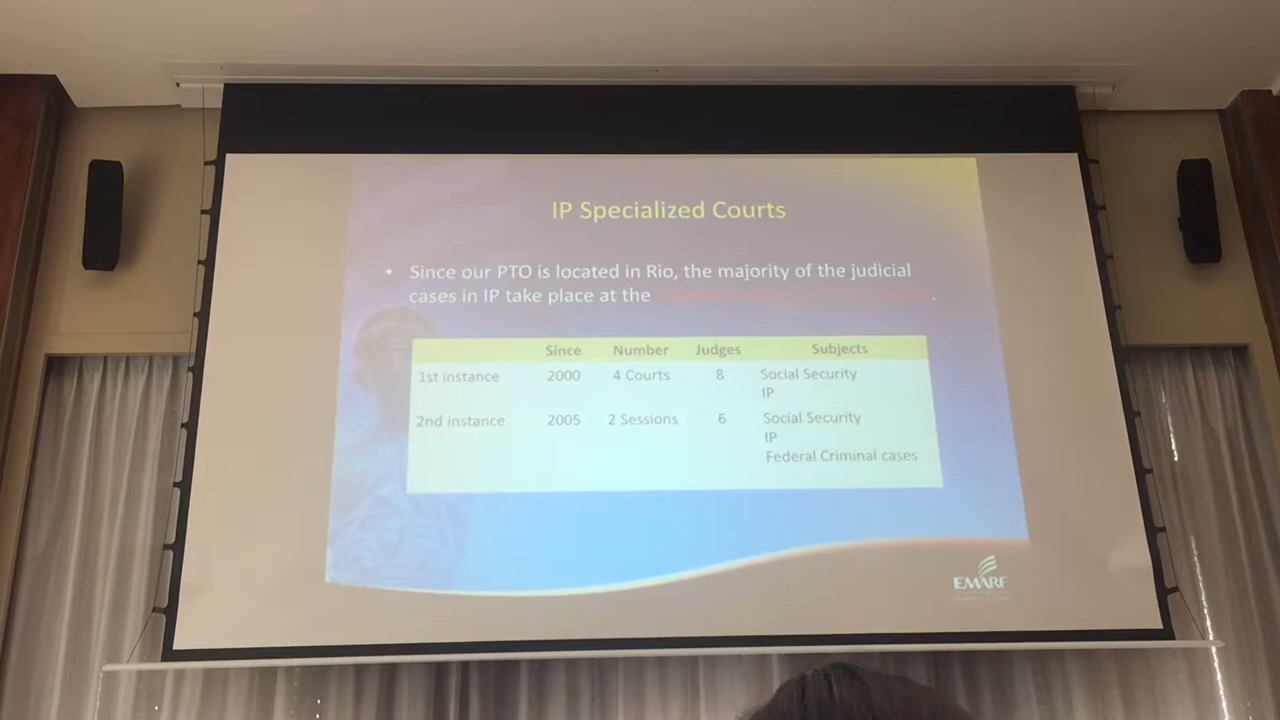 IP Specialized Courts
• Since our PTO is located in Rio, the majority of the judicial
cases in IP take place at the .
Since Number Judges Subjects
1st instance 2000 4 Courts 8 Social Security
IP
2nd instance 2005 2 Sessions 6 Social Security
IP
Federal Criminal cases
EMARF